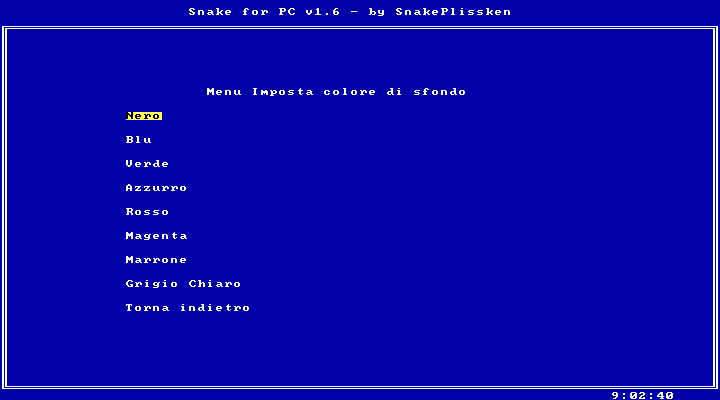 Snake for PC v1.6 - by SnakePlissken
Menu Imposta colore di sfondo
Nero
Blu
Verde
Azzurro
Rosso
Magenta
Marrone
Grigio Chiaro
Torna indietro
9:02:40